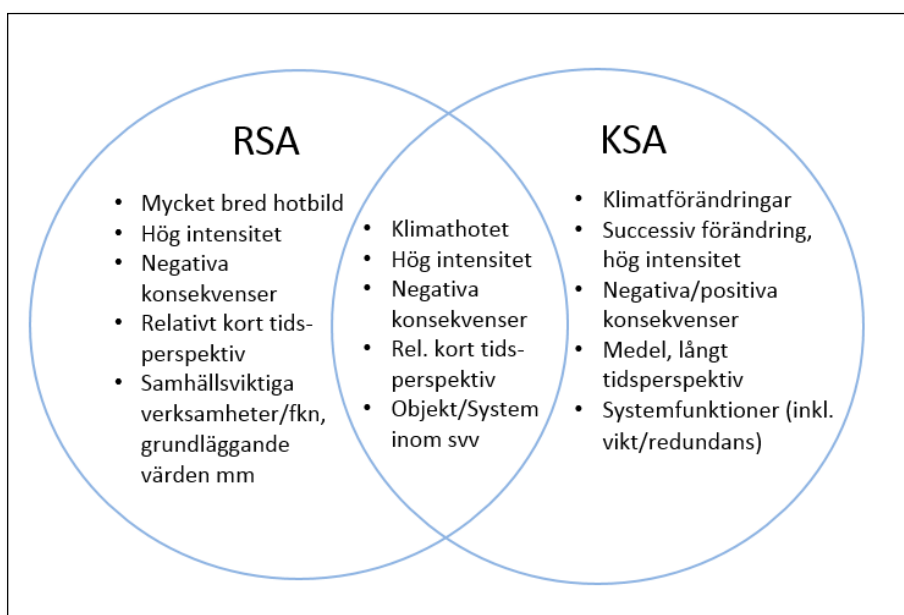 RSA
• Mycket bred hotbild
• Hög intensitet
• Negativa
konsekvenser
• Relativt kort tids-
perspektiv
• Samhällsviktiga
verksamheter/fkn,
grundläggande
värden mm
• Klimathotet
• Hög intensitet
• Negativa
konsekvenser
• Rel. kort tids-
perspektiv
• Objekt/System
inom svv
KSA
• Klimatförändringar
• Successiv förändring,
hög intensitet
• Negativa/positiva
konsekvenser
• Medel, långt
tidsperspektiv
• Systemfunktioner (inkl.
vikt/redundans)